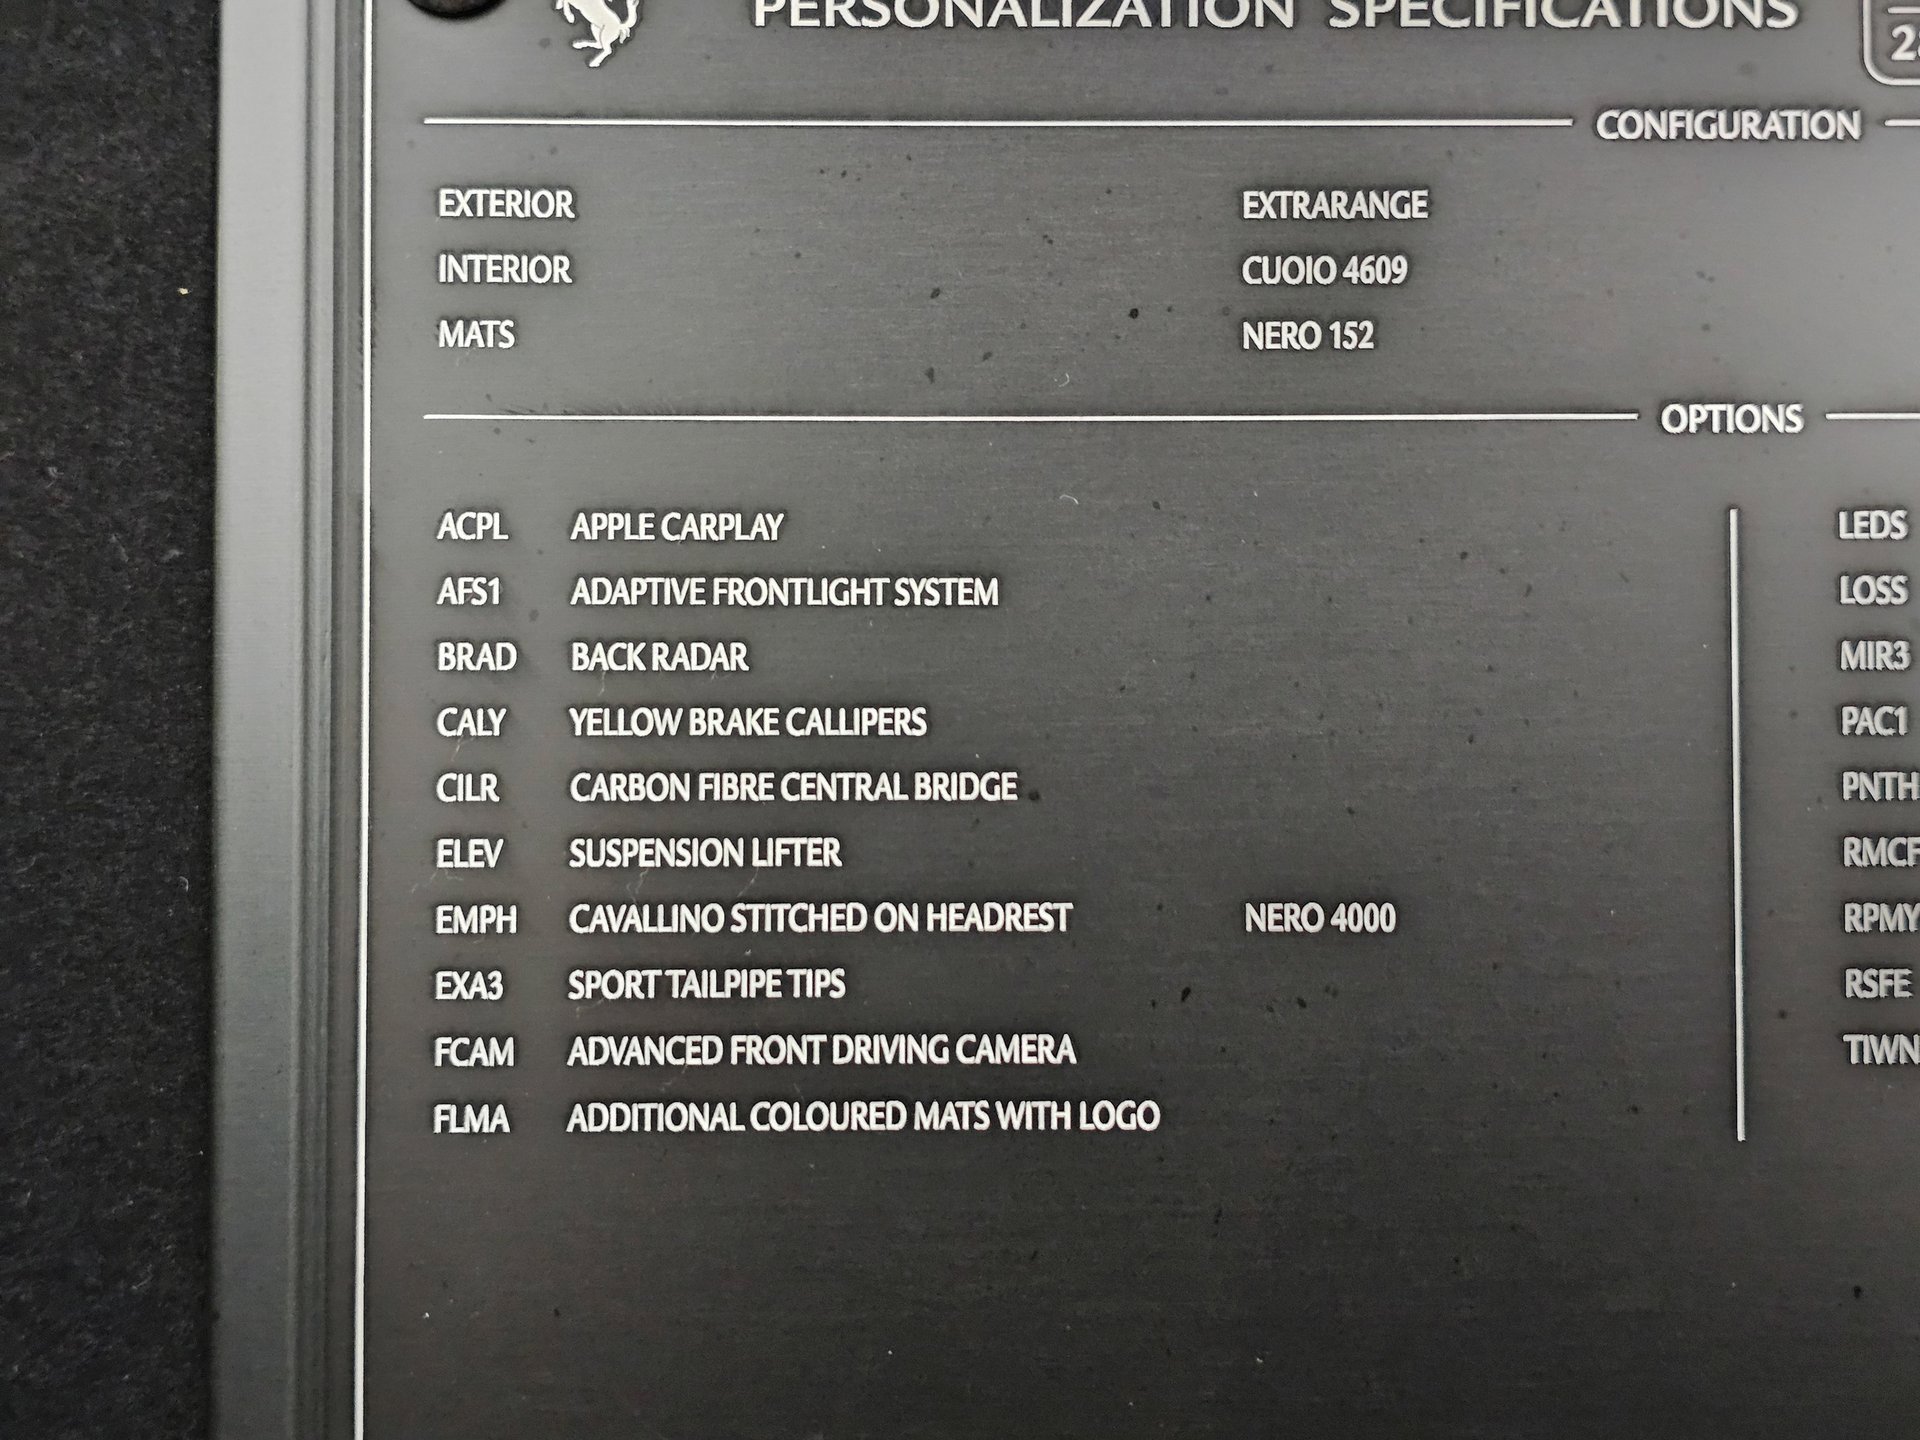 PERSONALIZATION SPECIFICATIONS
CONFIGURATION
EXTERIOR EXTRARANGE
INTERIOR CUOIO 4609
MATS NERO 152
OPTIONS
ACPL APPLE CARPLAY
AFS1 ADAPTIVE FRONTLIGHT SYSTEM
BRAD BACK RADAR
CALY YELLOW BRAKE CALLIPERS
CILR CARBON FIBRE CENTRAL BRIDGE
ELEV SUSPENSION LIFTER
EMPH CAVALLINO STITCHED ON HEADREST NERO 4000
EXA3 SPORT TAILPIPE TIPS
FCAM ADVANCED FRONT DRIVING CAMERA
FLMA ADDITIONAL COLOURED MATS WITH LOGO
LEDS
LOSS
MIR3
PAC1
PNTH
RMCF
RPMY
RSFE
TIWN